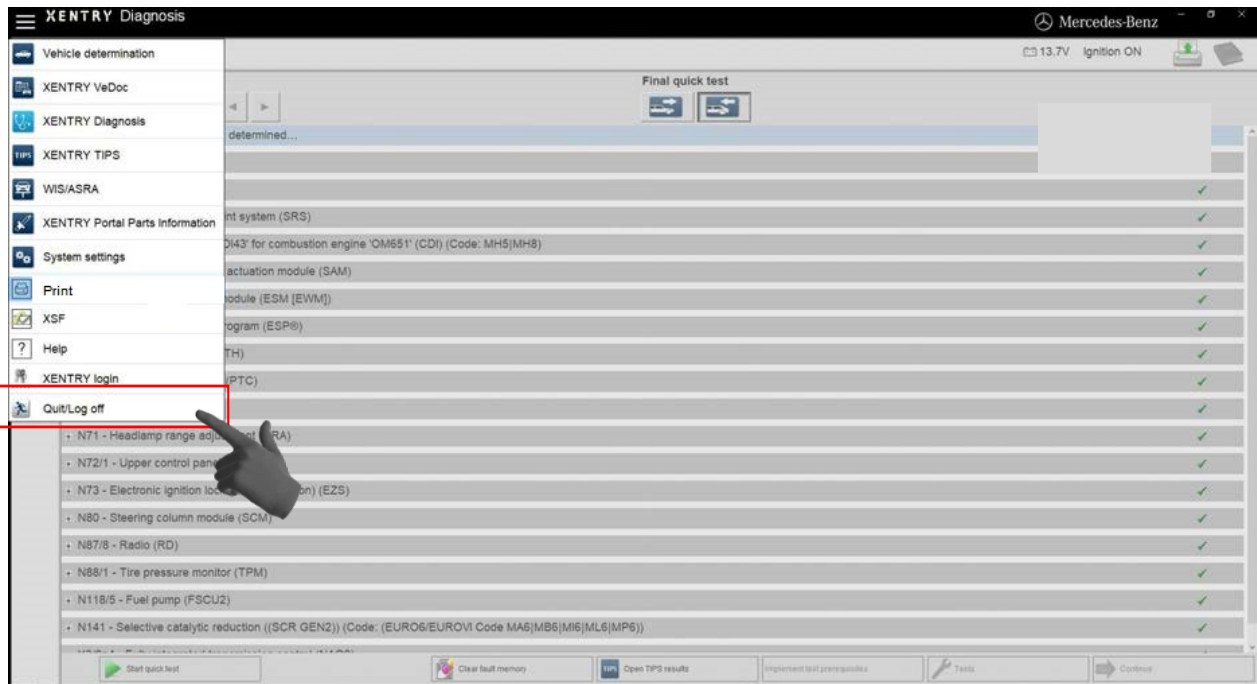 XENTRY Diagnosis
Mercedes-Benz
13.7V Ignition ON
Vehicle determination
XENTRY VeDoc
XENTRY Diagnosis
TIPS XENTRY TIPS
WIS/ASRA
XENTRY Portal Parts Information
System settings
Print
XSF
? Help
XENTRY login
Quit/Log off
Final quick test
determined...
nt system (SRS)
DI43' for combustion engine 'OM651' (CDI) (Code: MH5|MH8)
actuation module (SAM)
odule (ESM [EWM])
rogram (ESP®)
TH)
(PTC)
+ N71 - Headlamp range adju RA)
+ N72/1 - Upper control pane
+ N73 - Electronic ignition loc on) (EZS)
+ N80 - Steering column module (SCM)
+ N87/8 - Radio (RD)
+ N88/1 - Tire pressure monitor (TPM)
+ N118/5 - Fuel pump (FSCU2)
+ N141 - Selective catalytic reduction ((SCR GEN2)) (Code: (EURO6/EUROVI Code MA6|MB6|MI6|ML6|MP6))
Start quick test
Clear fault memory
TIPS Open TIPS results
Implement test prerequisites
Tests
Continue